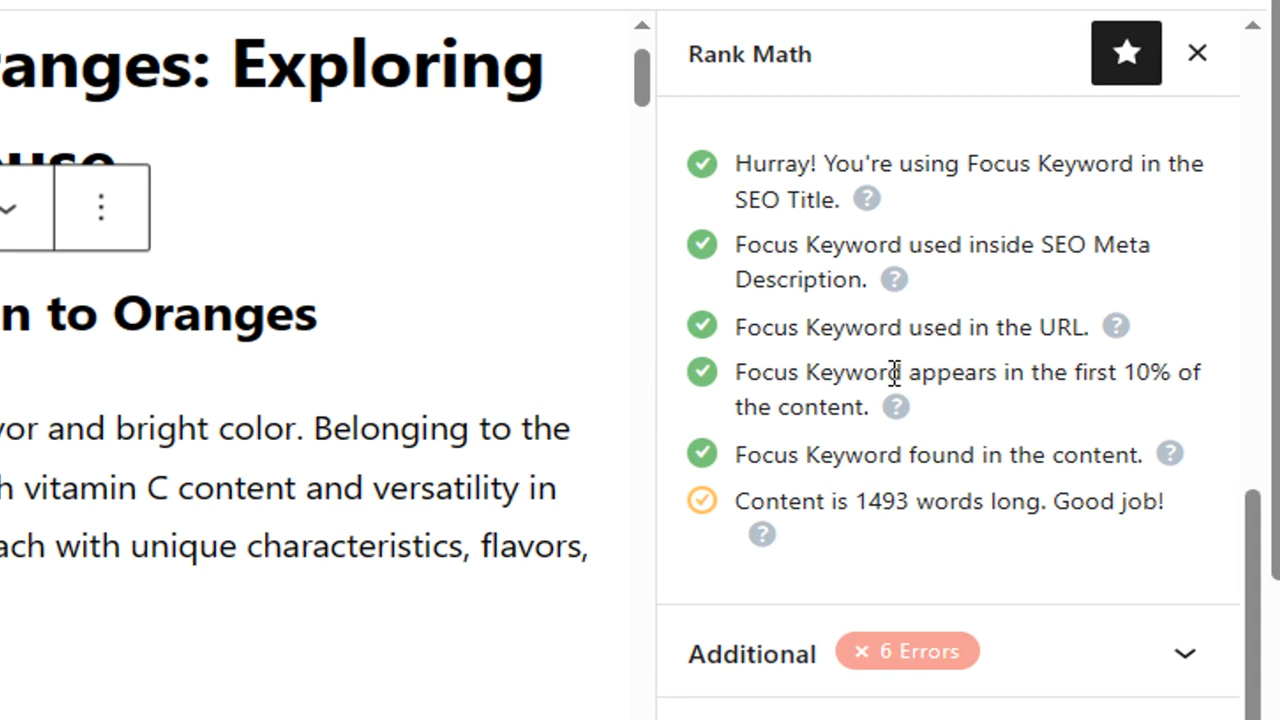 anges: Exploring
n to Oranges
vor and bright color. Belonging to the
h vitamin C content and versatility in
ach with unique characteristics, flavors,
Rank Math
Hurray! You're using Focus Keyword in the
SEO Title. ?
Focus Keyword used inside SEO Meta
Description. ?
Focus Keyword used in the URL. ?
Focus Keyword appears in the first 10% of
the content. ?
Focus Keyword found in the content. ?
Content is 1493 words long. Good job!
?
Additional × 6 Errors